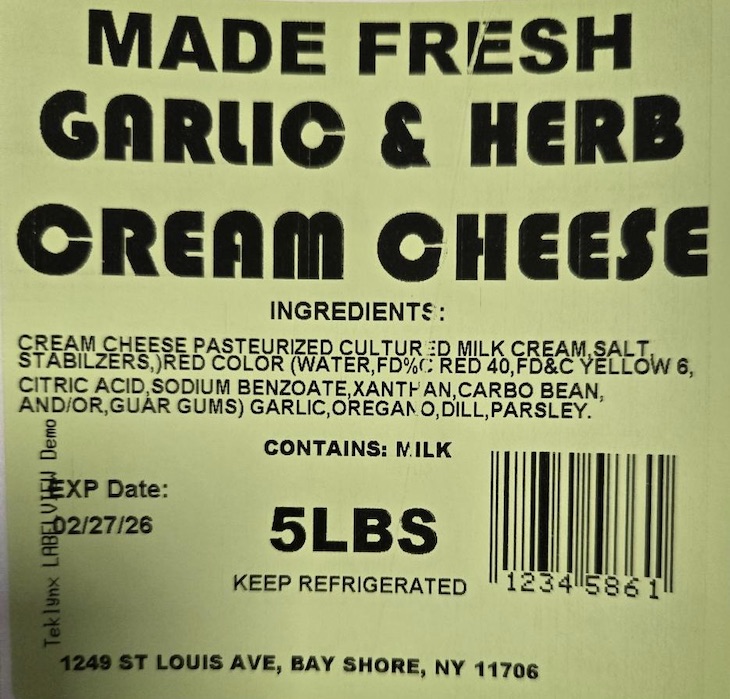 MADE FRESH
GARLIC & HERB
CREAM CHEESE
INGREDIENTS:
CREAM CHEESE PASTEURIZED CULTURED MILK CREAM,SALT,
STABILZERS,)RED COLOR (WATER,FD%C RED 40,FD&C YELLOW 6,
CITRIC ACID,SODIUM BENZOATE,XANTHAN,CARBO BEAN,
AND/OR,GUAR GUMS) GARLIC,OREGANO,DILL,PARSLEY.
CONTAINS: MILK
Teklynx LABELVIEW Demo
EXP Date:
02/27/26
5LBS
KEEP REFRIGERATED
12345861
1249 ST LOUIS AVE, BAY SHORE, NY 11706